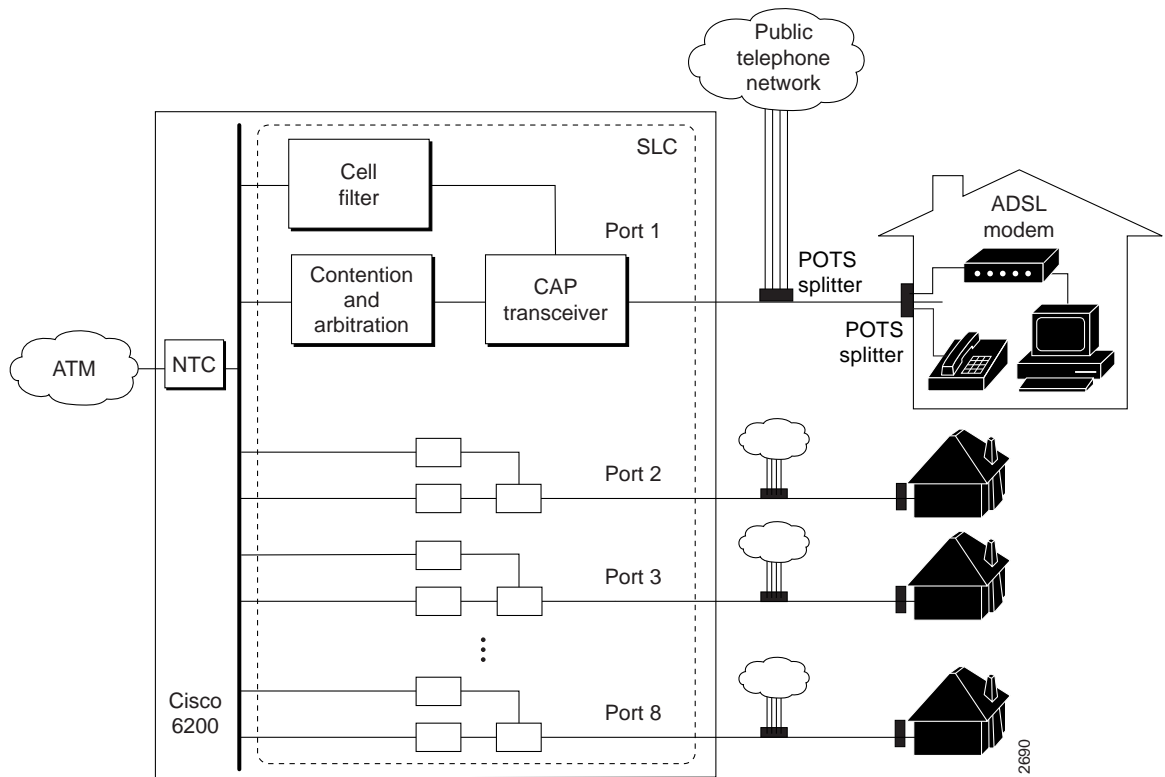 Public
telephone
network
SLC
Cell
filter
Port 1
ADSL
modem
POTS
splitter
Contention
and
arbitration
CAP
transceiver
POTS
splitter
ATM
NTC
Port 2
Port 3
Port 8
Cisco
6200
2690